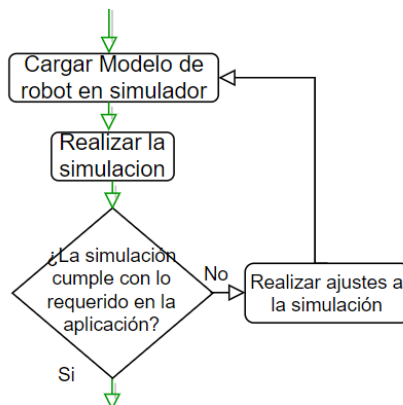 Cargar Modelo de
robot en simulador
Realizar la
simulacion
¿La simulación
cumple con lo
requerido en la
aplicación?
No
Realizar ajustes a
la simulación
Si